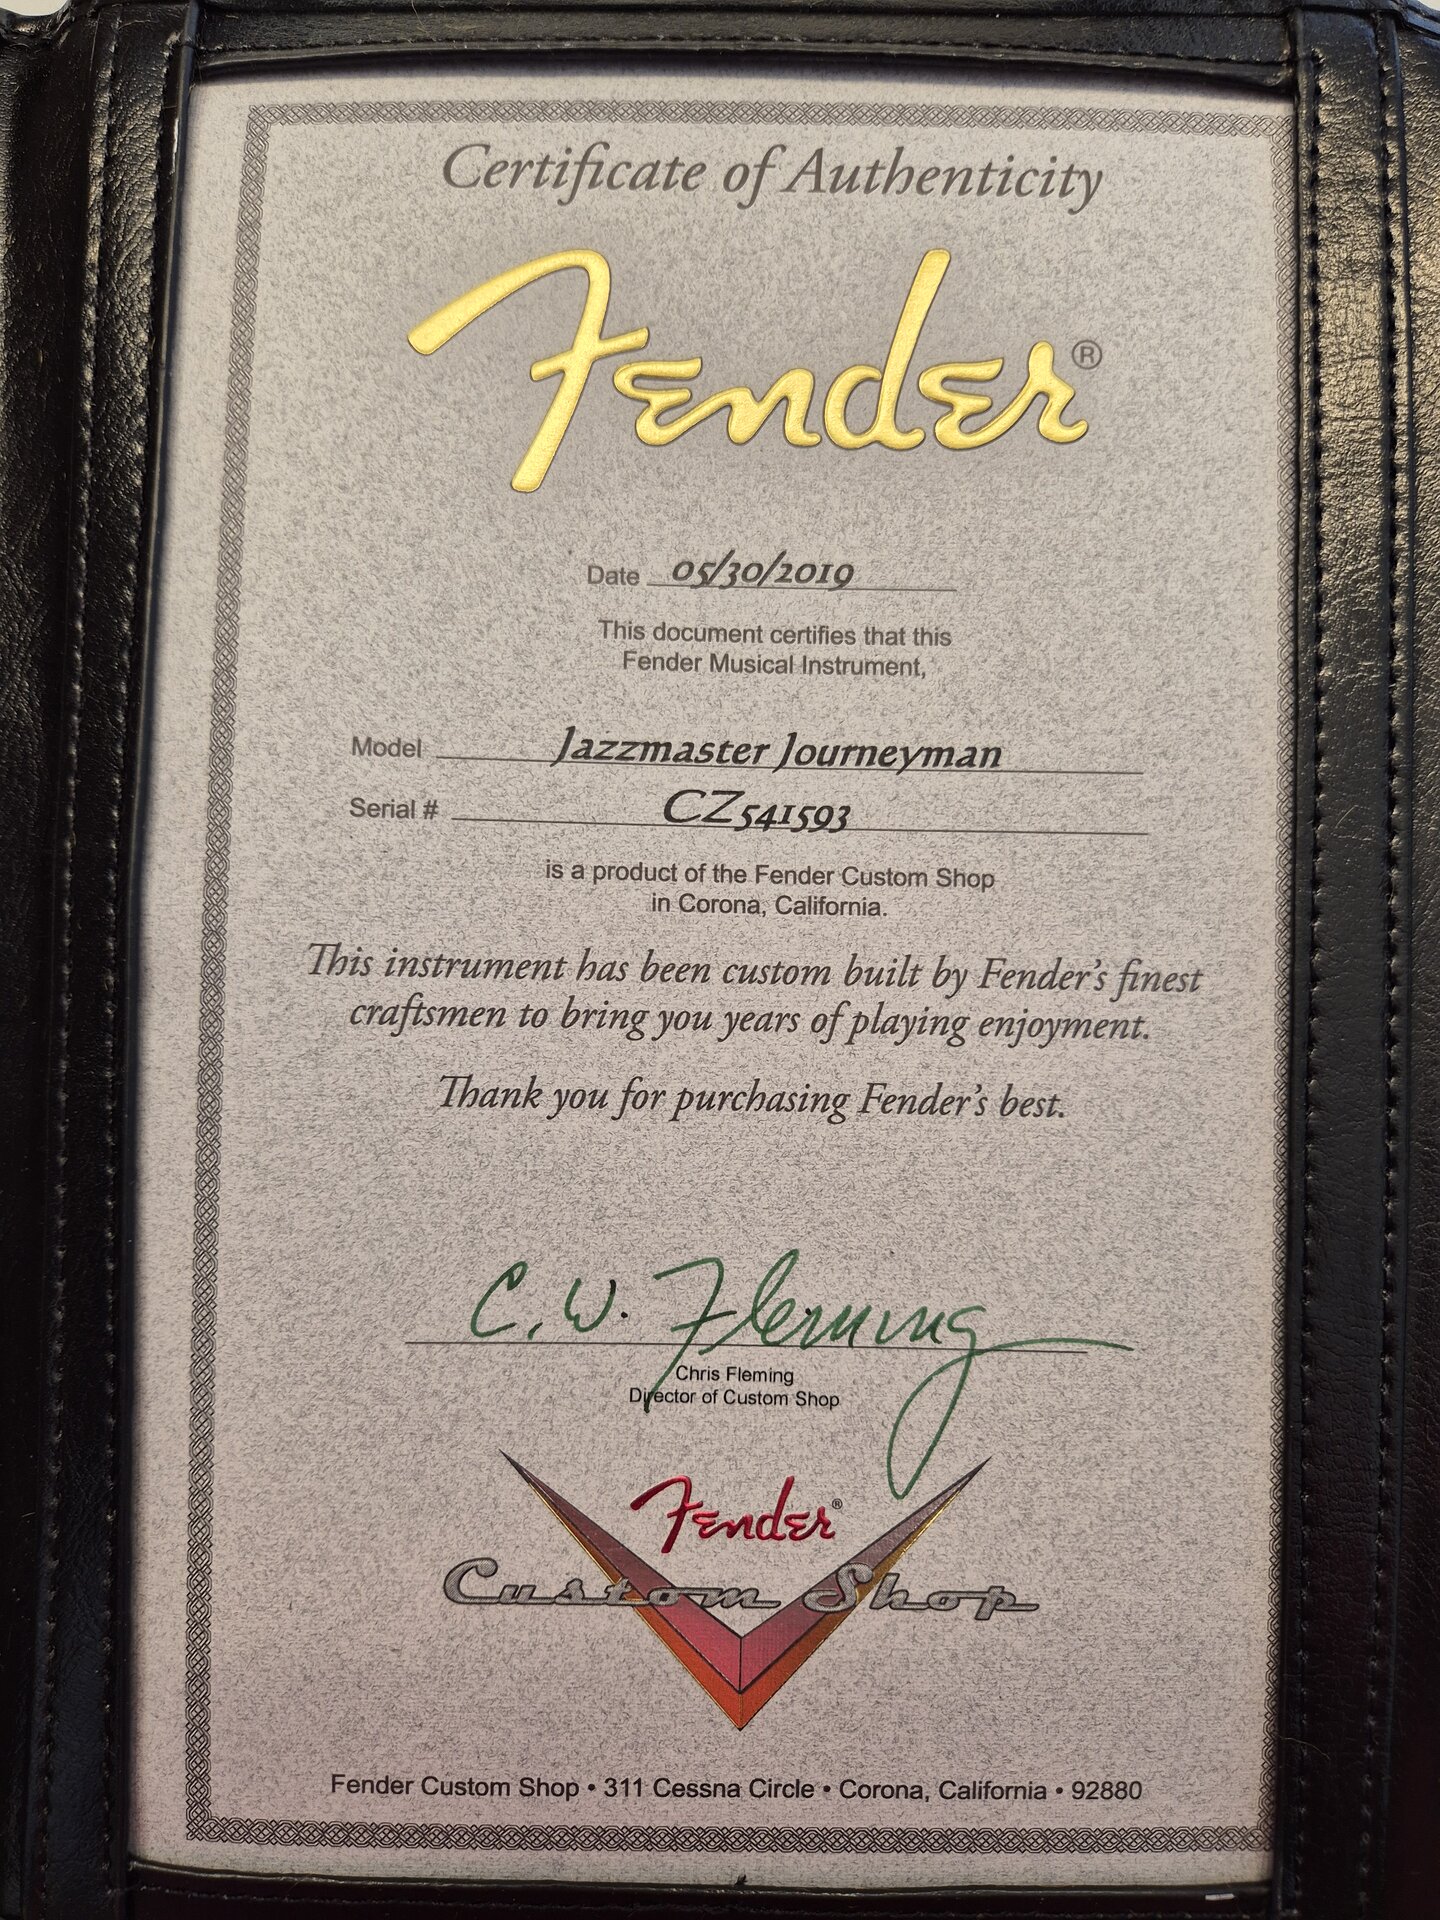 Certificate of Authenticity
Fender®
Date 05/30/2019
This document certifies that this
Fender Musical Instrument,
Model Jazzmaster Journeyman
Serial # CZ541593
is a product of the Fender Custom Shop
in Corona, California.
This instrument has been custom built by Fender's finest
craftsmen to bring you years of playing enjoyment.
Thank you for purchasing Fender's best.
C. W. Fleming
Chris Fleming
Director of Custom Shop
Fender®
Custom Shop
Fender Custom Shop • 311 Cessna Circle • Corona, California • 92880